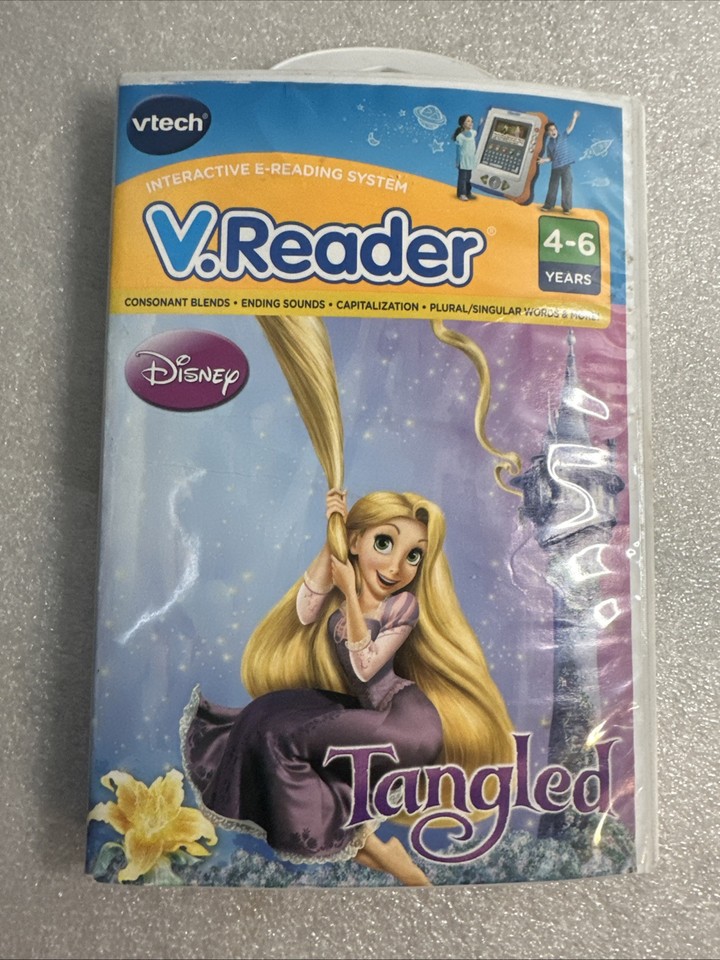 vtech®
INTERACTIVE E-READING SYSTEM
V.Reader®
4-6
YEARS
CONSONANT BLENDS • ENDING SOUNDS • CAPITALIZATION • PLURAL/SINGULAR WORDS & MORE!
Disney
Tangled